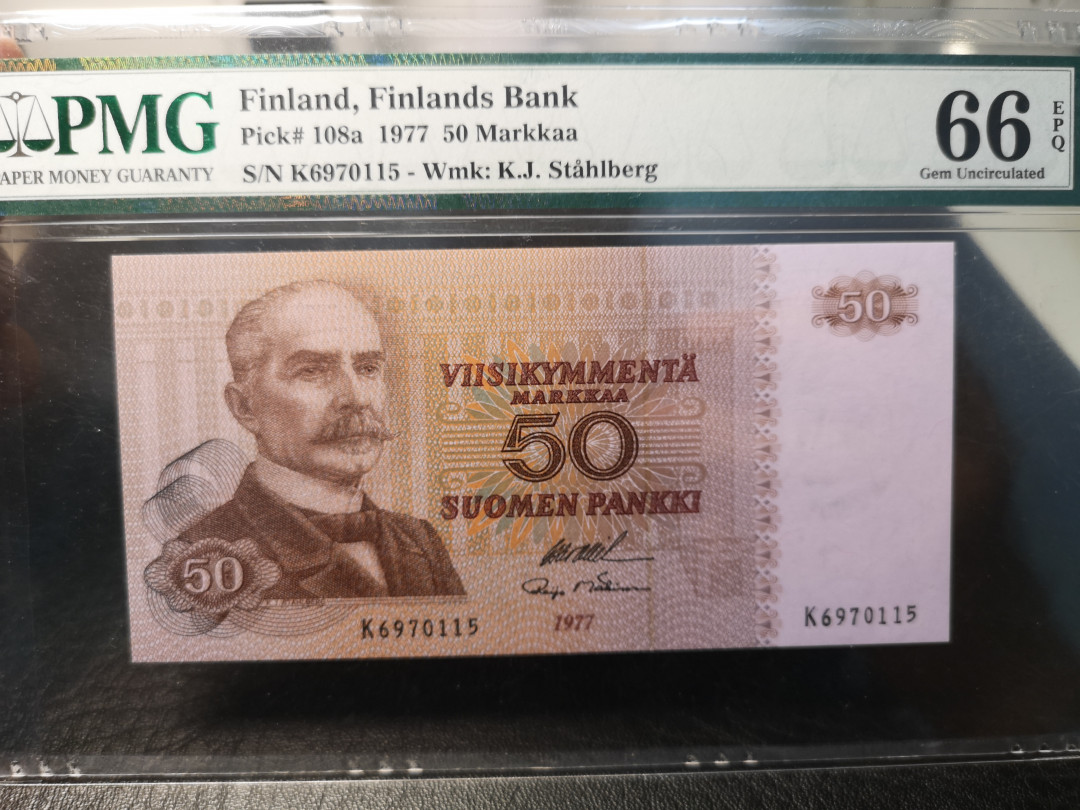 PMG
APER MONEY GUARANTY
Finland, Finlands Bank
Pick# 108a 1977 50 Markkaa
S/N K6970115 - Wmk: K.J. Ståhlberg
66
EPQ
Gem Uncirculated
50
VIISIKYMMENTÄ
MARKKAA
50
SUOMEN PANKKI
50
K6970115
1977
K6970115